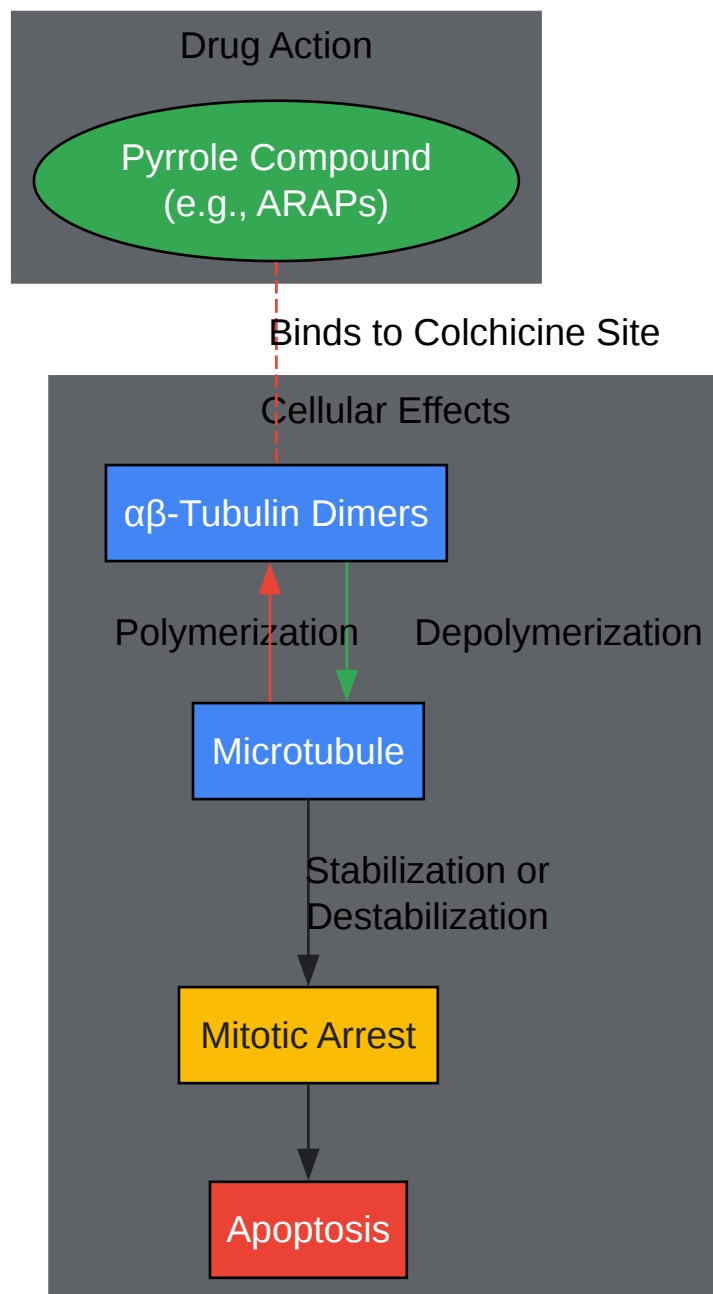 Drug Action
Pyrrole Compound
(e.g., ARAPs)
Binds to Colchicine Site
Cellular Effects
αβ-Tubulin Dimers
Polymerization
Depolymerization
Microtubule
Stabilization or
Destabilization
Mitotic Arrest
Apoptosis